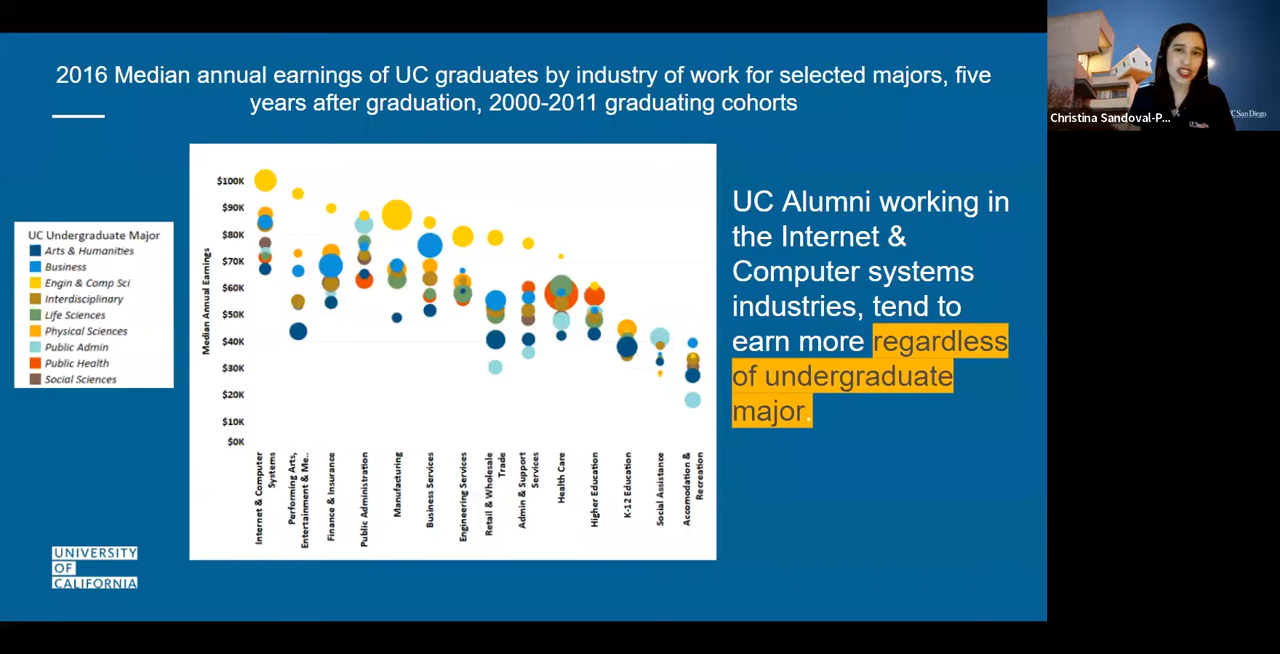 2016 Median annual earnings of UC graduates by industry of work for selected majors, five
years after graduation, 2000-2011 graduating cohorts
Christina Sandoval-P...
UC San Diego
UC Undergraduate Major
Arts & Humanities
Business
Engin & Comp Sci
Interdisciplinary
Life Sciences
Physical Sciences
Public Admin
Public Health
Social Sciences
Median Annual Earnings
$100K
$90K
$80K
$70K
$60K
$50K
$40K
$30K
$20K
$10K
$0K
Internet & Computer
Systems
Performing Arts,
Entertainment & Me..
Finance & Insurance
Public Administration
Manufacturing
Business Services
Engineering Services
Retail & Wholesale
Trade
Admin & Support
Services
Health Care
Higher Education
K-12 Education
Social Assistance
Accomodation &
Recreation
UC Alumni working in
the Internet &
Computer systems
industries, tend to
earn more regardless
of undergraduate
major.
UNIVERSITY
OF
CALIFORNIA